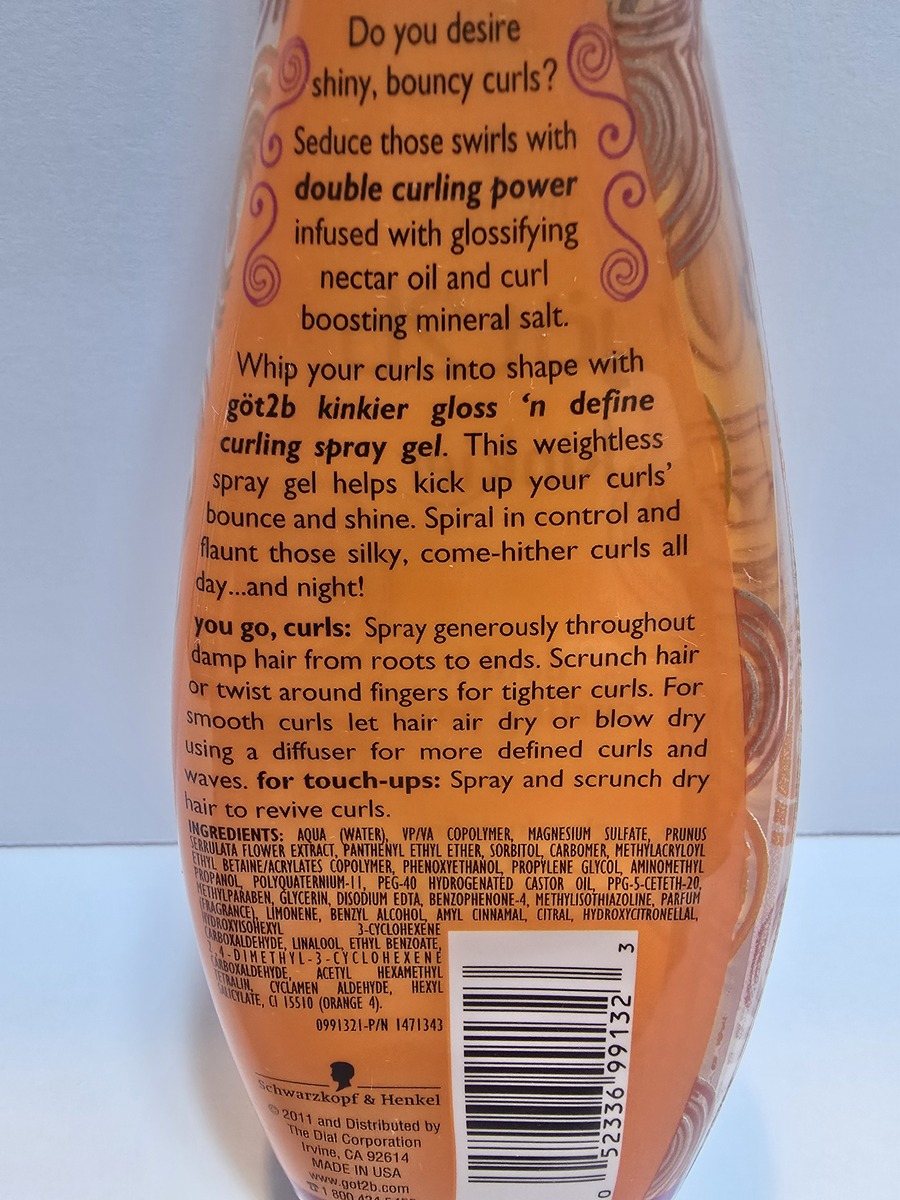 Do you desire
shiny, bouncy curls?
Seduce those swirls with
double curling power
infused with glossifying
nectar oil and curl
boosting mineral salt.
Whip your curls into shape with
göt2b kinkier gloss ‘n define
curling spray gel. This weightless
spray gel helps kick up your curls’
bounce and shine. Spiral in control and
flaunt those silky, come-hither curls all
day...and night!
you go, curls: Spray generously throughout
damp hair from roots to ends. Scrunch hair
or twist around fingers for tighter curls. For
smooth curls let hair air dry or blow dry
using a diffuser for more defined curls and
waves. for touch-ups: Spray and scrunch dry
hair to revive curls.
INGREDIENTS: AQUA (WATER), VP/VA COPOLYMER, MAGNESIUM SULFATE, PRUNUS
SERRULATA FLOWER EXTRACT, PANTHENYL ETHYL ETHER, SORBITOL, CARBOMER, METHYLACRYLOYL
ETHYL BETAINE/ACRYLATES COPOLYMER, PHENOXYETHANOL, PROPYLENE GLYCOL, AMINOMETHYL
PROPANOL, POLYQUATERNIUM-11, PEG-40 HYDROGENATED CASTOR OIL, PPG-5-CETETH-20,
METHYLPARABEN, GLYCERIN, DISODIUM EDTA, BENZOPHENONE-4, METHYLISOTHIAZOLINE, PARFUM
(FRAGRANCE), LIMONENE, BENZYL ALCOHOL, AMYL CINNAMAL, CITRAL, HYDROXYCITRONELLAL,
HYDROXYISOHEXYL 3-CYCLOHEXENE
CARBOXALDEHYDE, LINALOOL, ETHYL BENZOATE,
2, 4-DIMETHYL-3-CYCLOHEXENE
CARBOXALDEHYDE, ACETYL HEXAMETHYL
TETRALIN, CYCLAMEN ALDEHYDE, HEXYL
SALICYLATE, CI 15510 (ORANGE 4).
0991321-P/N 1471343
Schwarzkopf & Henkel
© 2011 and Distributed by
The Dial Corporation
Irvine, CA 92614
MADE IN USA
www.got2b.com
1 800 424
0 52336 99132 3